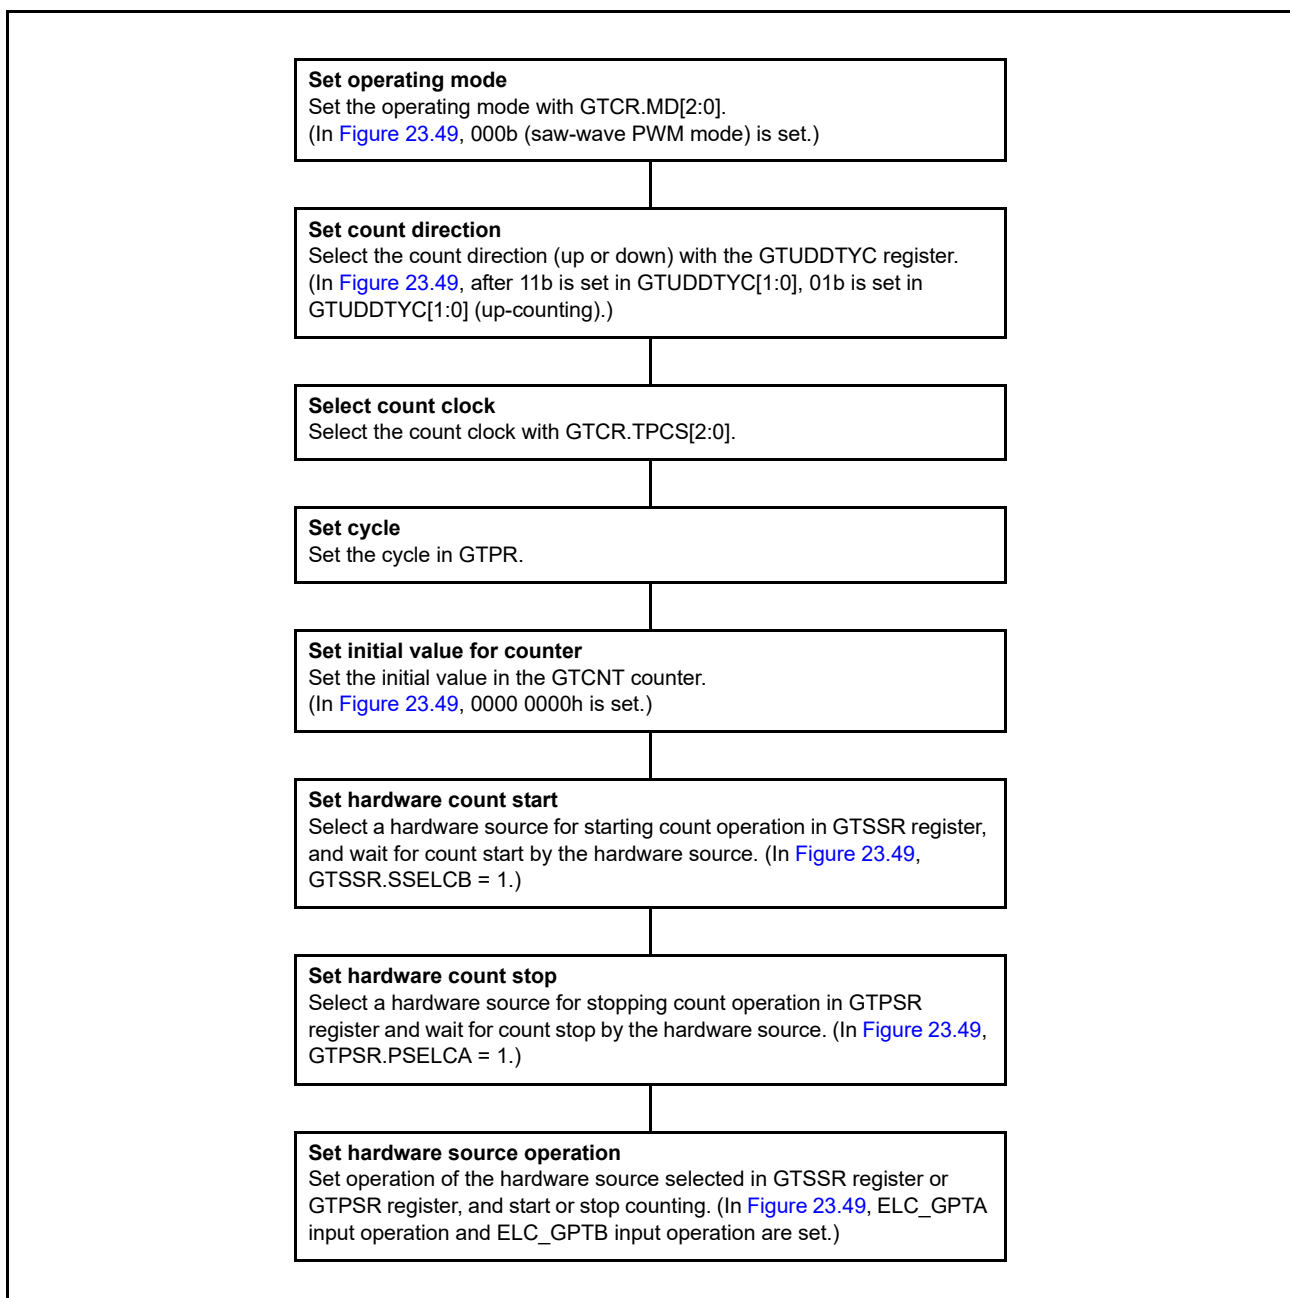 Set operating mode
Set the operating mode with GTCR.MD[2:0].
(In Figure 23.49, 000b (saw-wave PWM mode) is set.)
Set count direction
Select the count direction (up or down) with the GTUDDTYC register.
(In Figure 23.49, after 11b is set in GTUDDTYC[1:0], 01b is set in
GTUDDTYC[1:0] (up-counting).)
Select count clock
Select the count clock with GTCR.TPCS[2:0].
Set cycle
Set the cycle in GTPR.
Set initial value for counter
Set the initial value in the GTCNT counter.
(In Figure 23.49, 0000 0000h is set.)
Set hardware count start
Select a hardware source for starting count operation in GTSSR register,
and wait for count start by the hardware source. (In Figure 23.49,
GTSSR.SSELCB = 1.)
Set hardware count stop
Select a hardware source for stopping count operation in GTPSR
register and wait for count stop by the hardware source. (In Figure 23.49,
GTPSR.PSELCA = 1.)
Set hardware source operation
Set operation of the hardware source selected in GTSSR register or
GTPSR register, and start or stop counting. (In Figure 23.49, ELC_GPTA
input operation and ELC_GPTB input operation are set.)